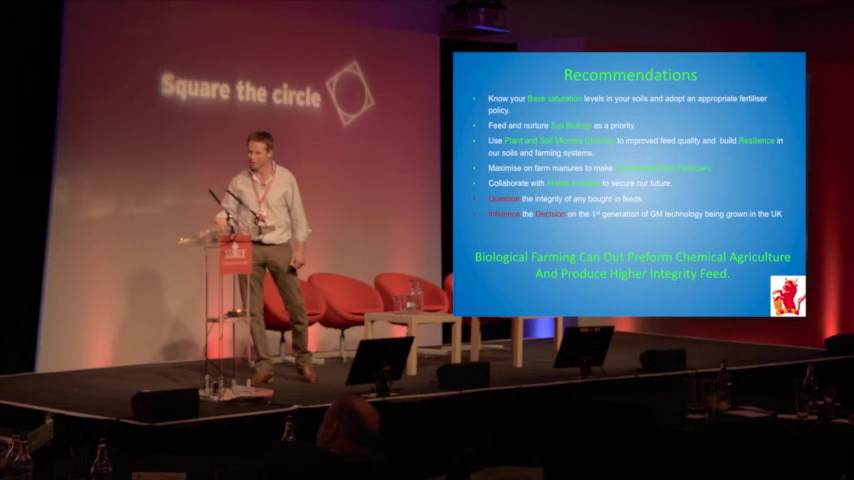 Square the circle
Recommendations
Know your Base saturation levels in your soils and adopt an appropriate fertiliser
policy.
Feed and nurture Soil Biology as a priority.
Use Plant and Soil Microbe Diversity to improved feed quality and build Resilience in
our soils and farming systems.
Maximise on farm manures to make
Collaborate with Arable Farmers to secure our future.
Question the integrity of any bought in feeds.
Influence the Decision on the 1st generation of GM technology being grown in the UK
Biological Farming Can Out Preform Chemical Agriculture
And Produce Higher Integrity Feed.